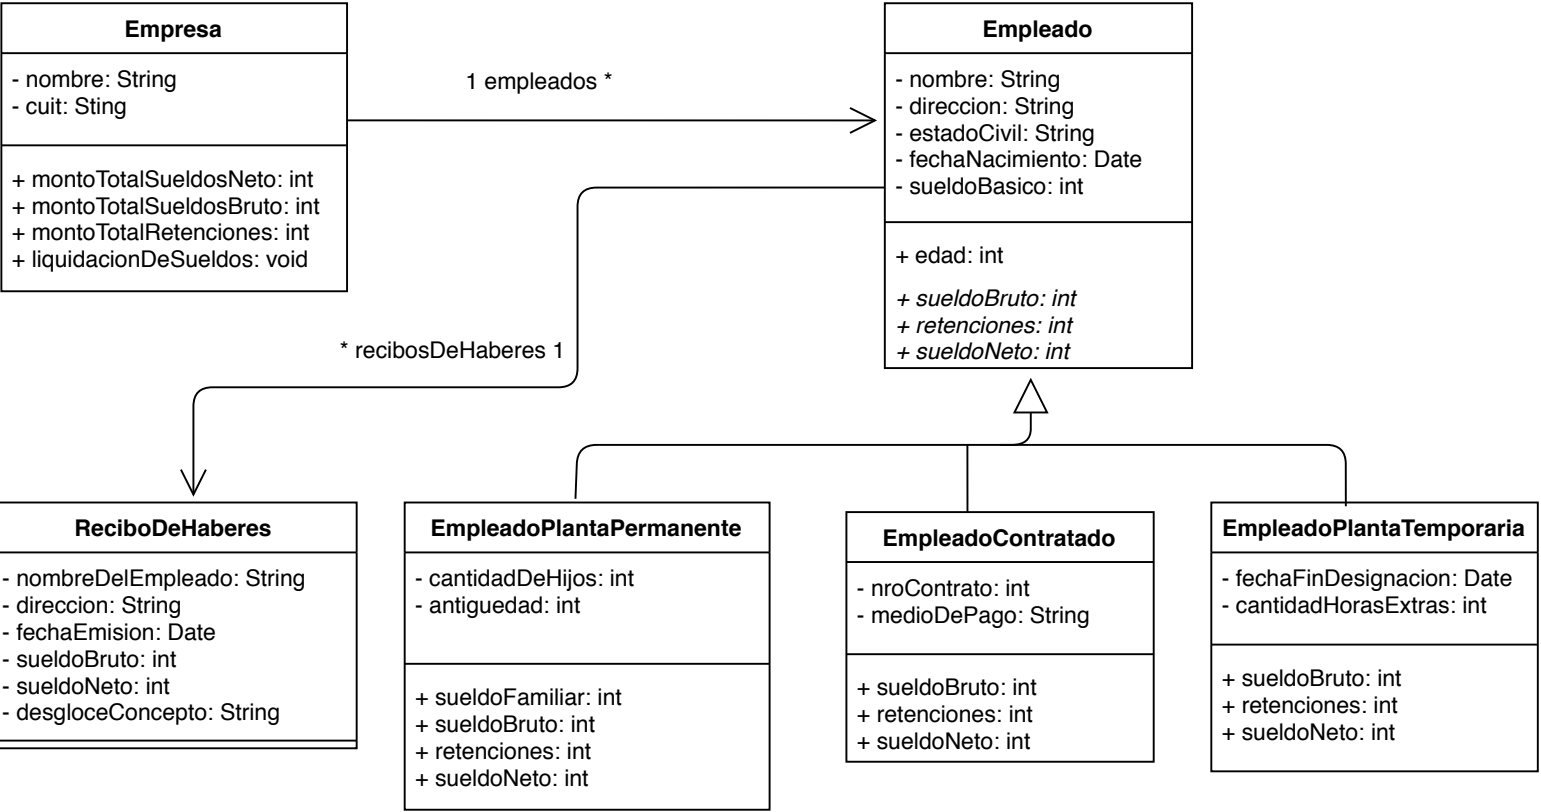 Empresa
- nombre: String
- cuit: Sting
+ montoTotalSueldosNeto: int
+ montoTotalSueldosBruto: int
+ montoTotalRetenciones: int
+ liquidacionDeSueldos: void
1 empleados *
Empleado
- nombre: String
- direccion: String
- estadoCivil: String
- fechaNacimiento: Date
- sueldoBasico: int
+ edad: int
+ sueldoBruto: int
+ retenciones: int
+ sueldoNeto: int
* recibosDeHaberes 1
ReciboDeHaberes
- nombreDelEmpleado: String
- direccion: String
- fechaEmision: Date
- sueldoBruto: int
- sueldoNeto: int
- desgloceConcepto: String
EmpleadoPlantaPermanente
- cantidadDeHijos: int
- antiguedad: int
+ sueldoFamiliar: int
+ sueldoBruto: int
+ retenciones: int
+ sueldoNeto: int
EmpleadoContratado
- nroContrato: int
- medioDePago: String
+ sueldoBruto: int
+ retenciones: int
+ sueldoNeto: int
EmpleadoPlantaTemporaria
- fechaFinDesignacion: Date
- cantidadHorasExtras: int
+ sueldoBruto: int
+ retenciones: int
+ sueldoNeto: int